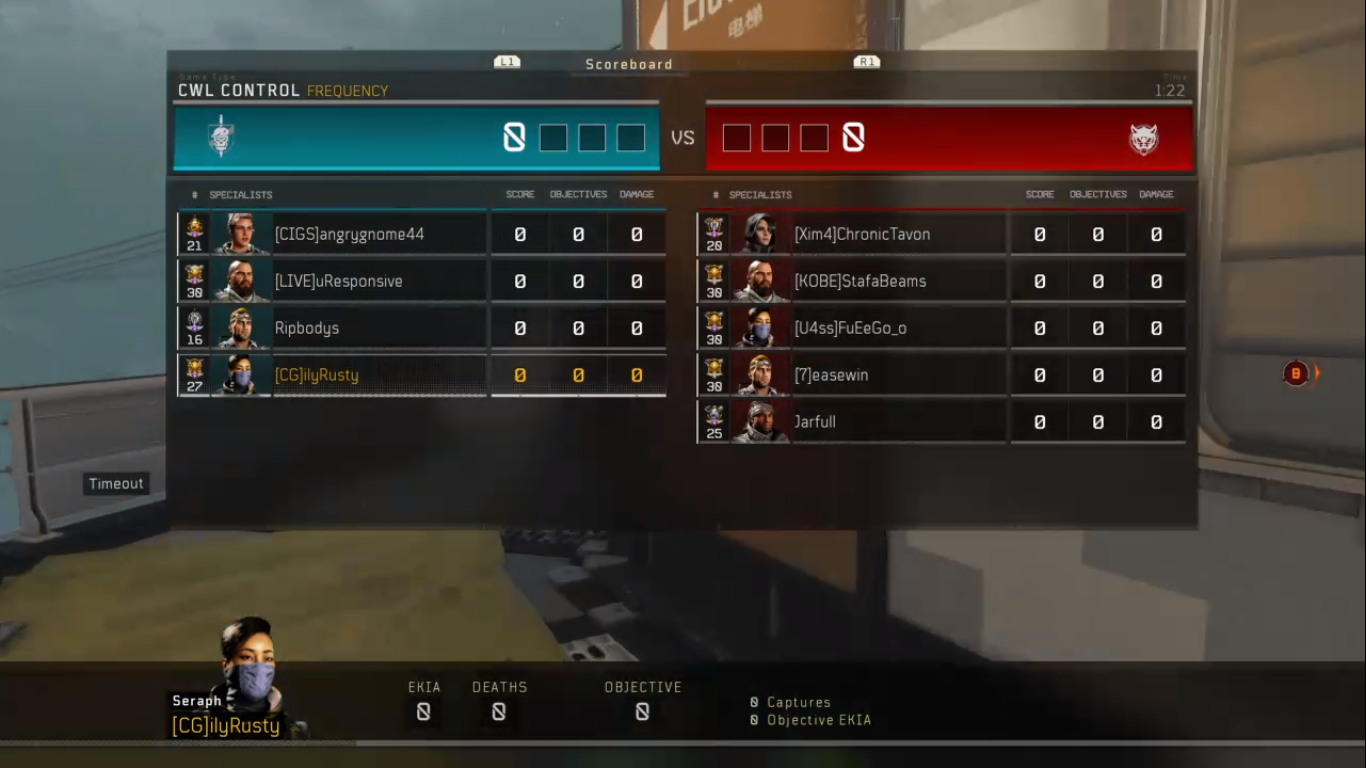 电梯
L1 Scoreboard R1
Game Type
CWL CONTROL FREQUENCY
Time
1:22
0 VS 0
# SPECIALISTS SCORE OBJECTIVES DAMAGE
21 [CIGS]angrygnome44 0 0 0
30 [LIVE]uResponsive 0 0 0
16 Ripbodys 0 0 0
27 [CG]ilyRusty 0 0 0
# SPECIALISTS SCORE OBJECTIVES DAMAGE
20 [Xim4]ChronicTavon 0 0 0
30 [KOBE]StafaBeams 0 0 0
30 [U4ss]FuEeGo_o 0 0 0
30 [7]easewin 0 0 0
25 Jarfull 0 0 0
B
Timeout
Seraph
[CG]ilyRusty
EKIA DEATHS OBJECTIVE
0 0 0
0 Captures
0 Objective EKIA